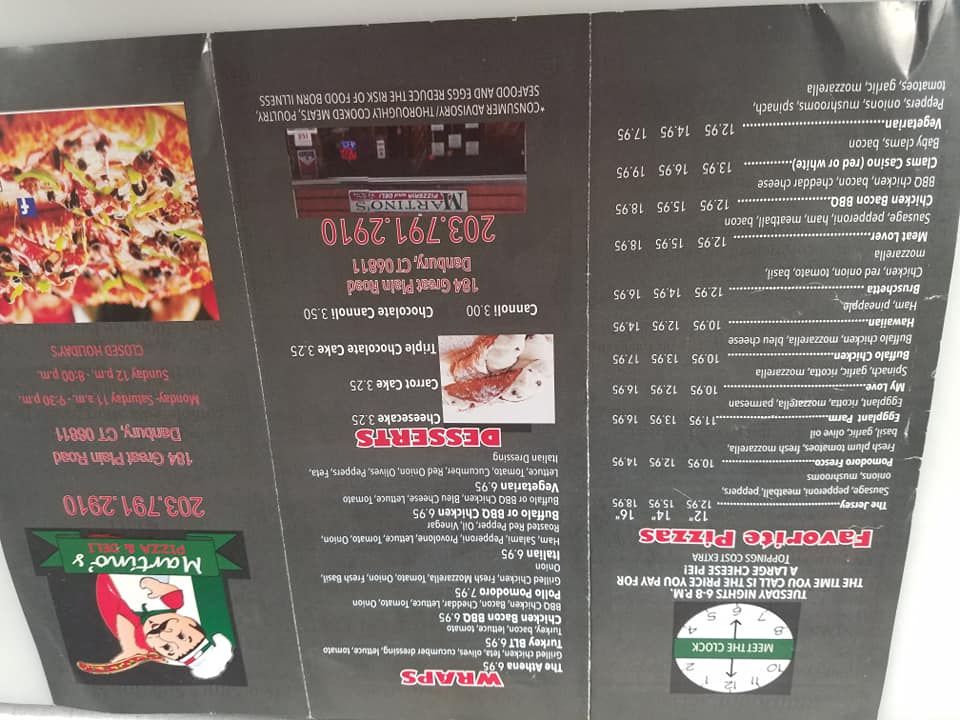 12
11
1
10
2
MEET THE CLOCK
8
4
7
6
5
TUESDAY NIGHTS 6-8 P.M.
THE TIME YOU CALL IS THE PRICE YOU PAY FOR
A LARGE CHEESE PIE!
TOPPINGS COST EXTRA
Favorite Pizzas
12" 14" 16"
The Jersey 12.95 15.95 18.95
Sausage, pepperoni, meatball, peppers,
onions, mushrooms
Pomodoro Fresco 10.95 12.95 14.95
Fresh plum tomatoes, fresh mozzarella,
basil, garlic, olive oil
Eggplant Parm 11.95 13.95 16.95
Eggplant, ricotta, mozzarella, parmesan
My Love 10.95 12.95 16.95
Spinach, garlic, ricotta, mozzarella
Buffalo Chicken 10.95 13.95 17.95
Buffalo chicken, mozzarella, bleu cheese
Hawaiian 10.95 12.95 14.95
Ham, pineapple
Bruschetta 12.95 14.95 16.95
Chicken, red onion, tomato, basil,
mozzarella
Meat Lover 12.95 15.95 18.95
Sausage, pepperoni, ham, meatball, bacon
Chicken Bacon BBQ 12.95 15.95 18.95
BBQ chicken, bacon, cheddar cheese
Clams Casino (red or white) 13.95 16.95 19.95
Baby clams, bacon
Vegetarian 12.95 14.95 17.95
Peppers, onions, mushrooms, spinach,
tomatoes, garlic, mozzarella
WRAPS
The Athena 6.95
Grilled chicken, feta, olives, cucumber dressing, lettuce, tomato
Turkey BLT 6.95
Turkey, bacon, lettuce, tomato
Chicken Bacon BBQ 6.95
BBQ Chicken, Bacon, Cheddar, Lettuce, Tomato, Onion
Pollo Pomodoro 7.95
Grilled Chicken, Fresh Mozzarella, Tomato, Onion, Fresh Basil,
Onion
Italian 6.95
Ham, Salami, Pepperoni, Provolone, Lettuce, Tomato, Onion,
Roasted Red Pepper, Oil, Vinegar
Buffalo or BBQ Chicken 6.95
Buffalo or BBQ Chicken, Bleu Cheese, Lettuce, Tomato
Vegetarian 6.95
Lettuce, Tomato, Cucumber, Red Onion, Olives, Peppers, Feta,
Italian Dressing
DESSERTS
Cheesecake 3.25
Carrot Cake 3.25
Triple Chocolate Cake 3.25
Cannoli 3.00 Chocolate Cannoli 3.50
184 Great Plain Road
Danbury, CT 06811
203.791.2910
MARTINO'S
PIZZERIA and DELI
*CONSUMER ADVISORY: THOROUGHLY COOKED MEATS, POULTRY,
SEAFOOD AND EGGS REDUCE THE RISK OF FOOD BORN ILLNESS
Martino's
PIZZA & DELI
203.791.2910
184 Great Plain Road
Danbury, CT 06811
Monday- Saturday 11 a.m. - 9:30 p.m.
Sunday 12 p.m. - 8:00 p.m.
CLOSED HOLIDAY'S
f